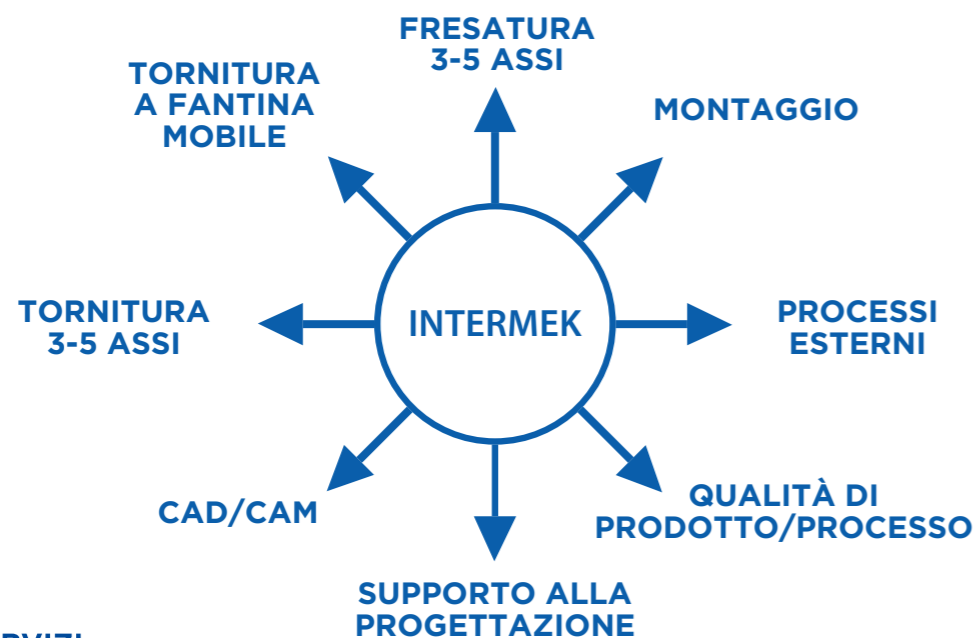 FRESATURA
3-5 ASSI
TORNITURA
A FANTINA
MOBILE
MONTAGGIO
TORNITURA
3-5 ASSI
INTERMEK
PROCESSI
ESTERNI
CAD/CAM
QUALITÀ DI
PRODOTTO/PROCESSO
SUPPORTO ALLA
PROGETTAZIONE